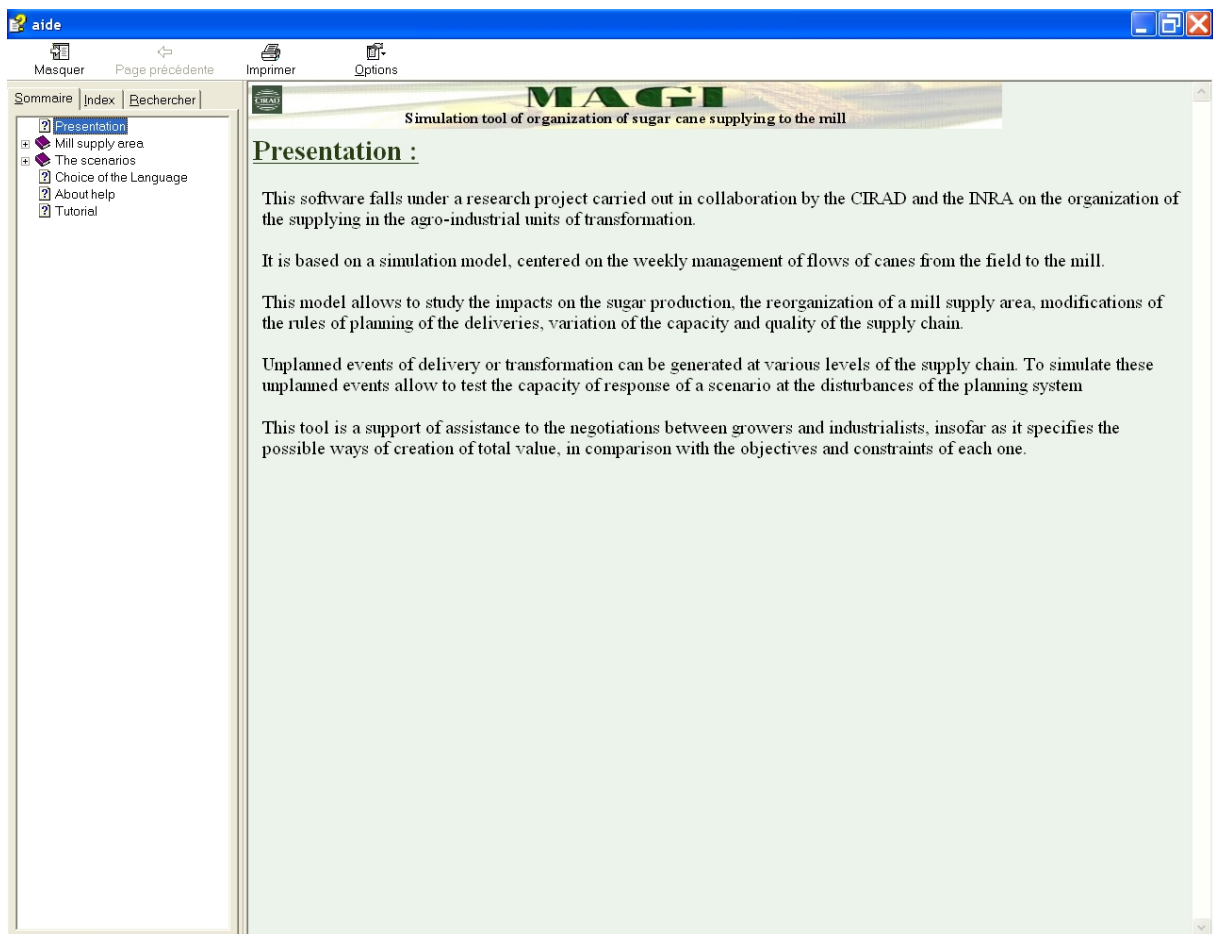 aide
Masquer
Page précédente
Imprimer
Options
Sommaire
Index
Rechercher
Presentation
Mill supply area
The scenarios
Choice of the Language
About help
Tutorial
CIRAD
MAGI
Simulation tool of organization of sugar cane supplying to the mill
Presentation :
This software falls under a research project carried out in collaboration by the CIRAD and the INRA on the organization of
the supplying in the agro-industrial units of transformation.
It is based on a simulation model, centered on the weekly management of flows of canes from the field to the mill.
This model allows to study the impacts on the sugar production, the reorganization of a mill supply area, modifications of
the rules of planning of the deliveries, variation of the capacity and quality of the supply chain.
Unplanned events of delivery or transformation can be generated at various levels of the supply chain. To simulate these
unplanned events allow to test the capacity of response of a scenario at the disturbances of the planning system
This tool is a support of assistance to the negotiations between growers and industrialists, insofar as it specifies the
possible ways of creation of total value, in comparison with the objectives and constraints of each one.